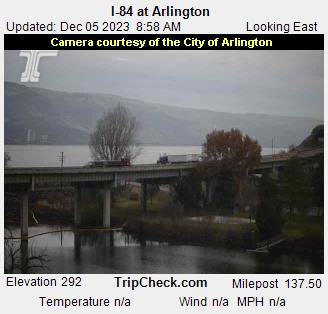 I-84 at Arlington
Updated: Dec 05 2023 8:58 AM Looking East
Camera courtesy of the City of Arlington
Elevation 292 TripCheck.com Milepost 137.50
Temperature n/a Wind n/a MPH n/a